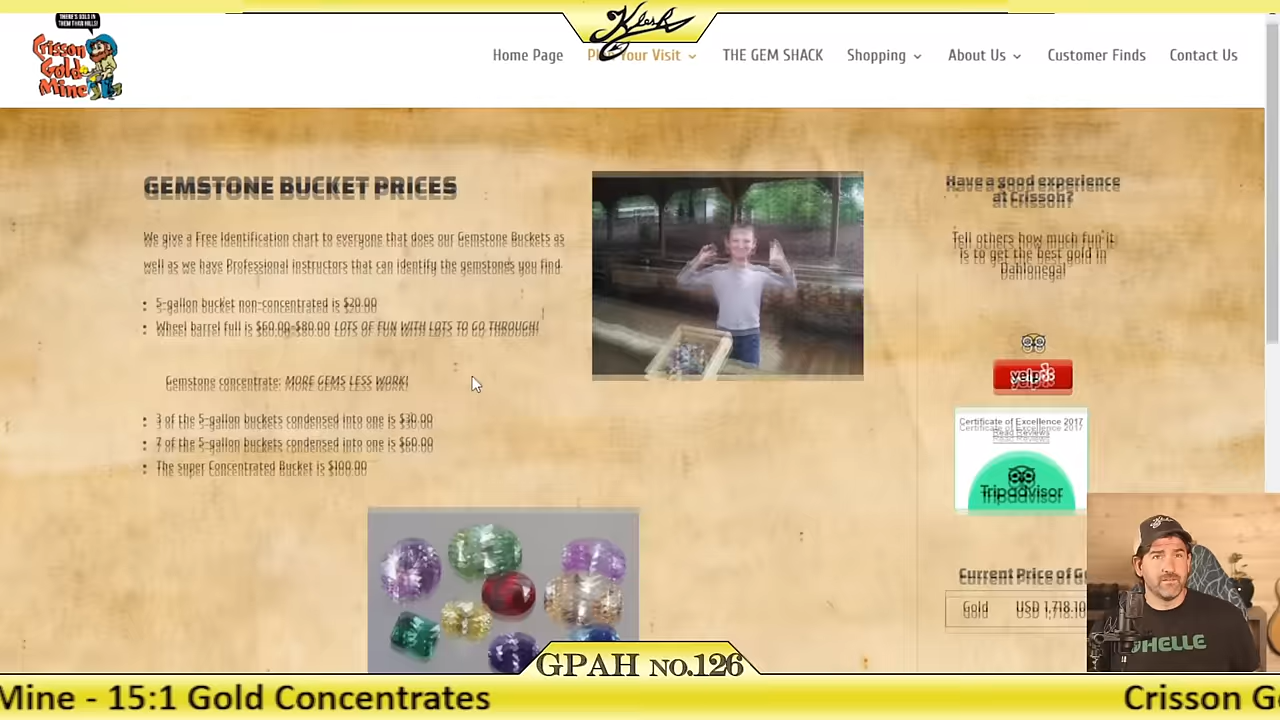 THERE'S GOLD IN
THEM THAR HILLS!
Crisson
Gold
Mine
Klesh
Home Page
Your Visit
THE GEM SHACK
Shopping
About Us
Customer Finds
Contact Us
GEMSTONE BUCKET PRICES
We give a Free Identification chart to everyone that does our Gemstone Buckets as
well as we have Professional instructors that can identify the gemstones you find.
5-gallon bucket non-concentrated is $20.00
Wheel barrel full is $60.00-$80.00 LOTS OF FUN WITH LOTS TO GO THROUGH!
Gemstone concentrate: MORE GEMS LESS WORK!
3 of the 5-gallon buckets condensed into one is $30.00
7 of the 5-gallon buckets condensed into one is $60.00
The super Concentrated Bucket is $100.00
Have a good experience
at Crisson?
Tell others how much fun it
is to get the best gold in
Dahlonega!
yelp
Certificate of Excellence 2017
Read Reviews
Tripadvisor
Current Price of G
Gold USD 1,718.10
HELLE
GPAH NO.126
Mine - 15:1 Gold Concentrates
Crisson G